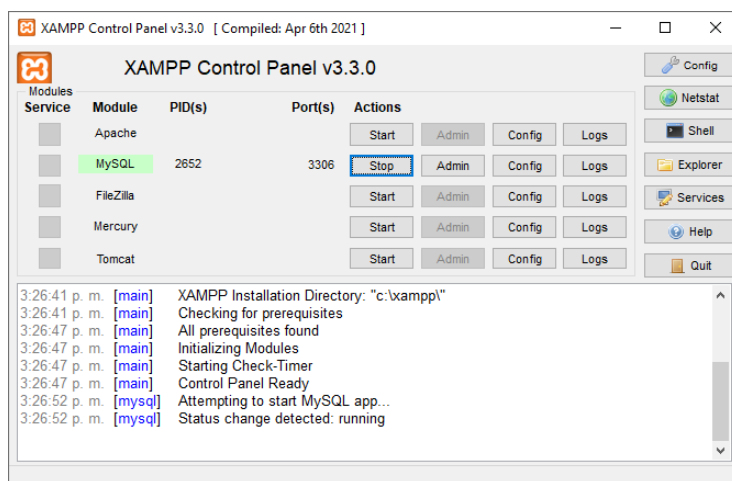 XAMPP Control Panel v3.3.0 [ Compiled: Apr 6th 2021 ]
XAMPP Control Panel v3.3.0
Config
Modules
Service Module PID(s) Port(s) Actions
Netstat
Apache Start Admin Config Logs
Shell
MySQL 2652 3306 Stop Admin Config Logs
Explorer
FileZilla Start Admin Config Logs
Services
Mercury Start Admin Config Logs
Help
Tomcat Start Admin Config Logs
Quit
3:26:41 p. m. [main] XAMPP Installation Directory: "c:\xampp\"
3:26:41 p. m. [main] Checking for prerequisites
3:26:47 p. m. [main] All prerequisites found
3:26:47 p. m. [main] Initializing Modules
3:26:47 p. m. [main] Starting Check-Timer
3:26:47 p. m. [main] Control Panel Ready
3:26:52 p. m. [mysql] Attempting to start MySQL app...
3:26:52 p. m. [mysql] Status change detected: running